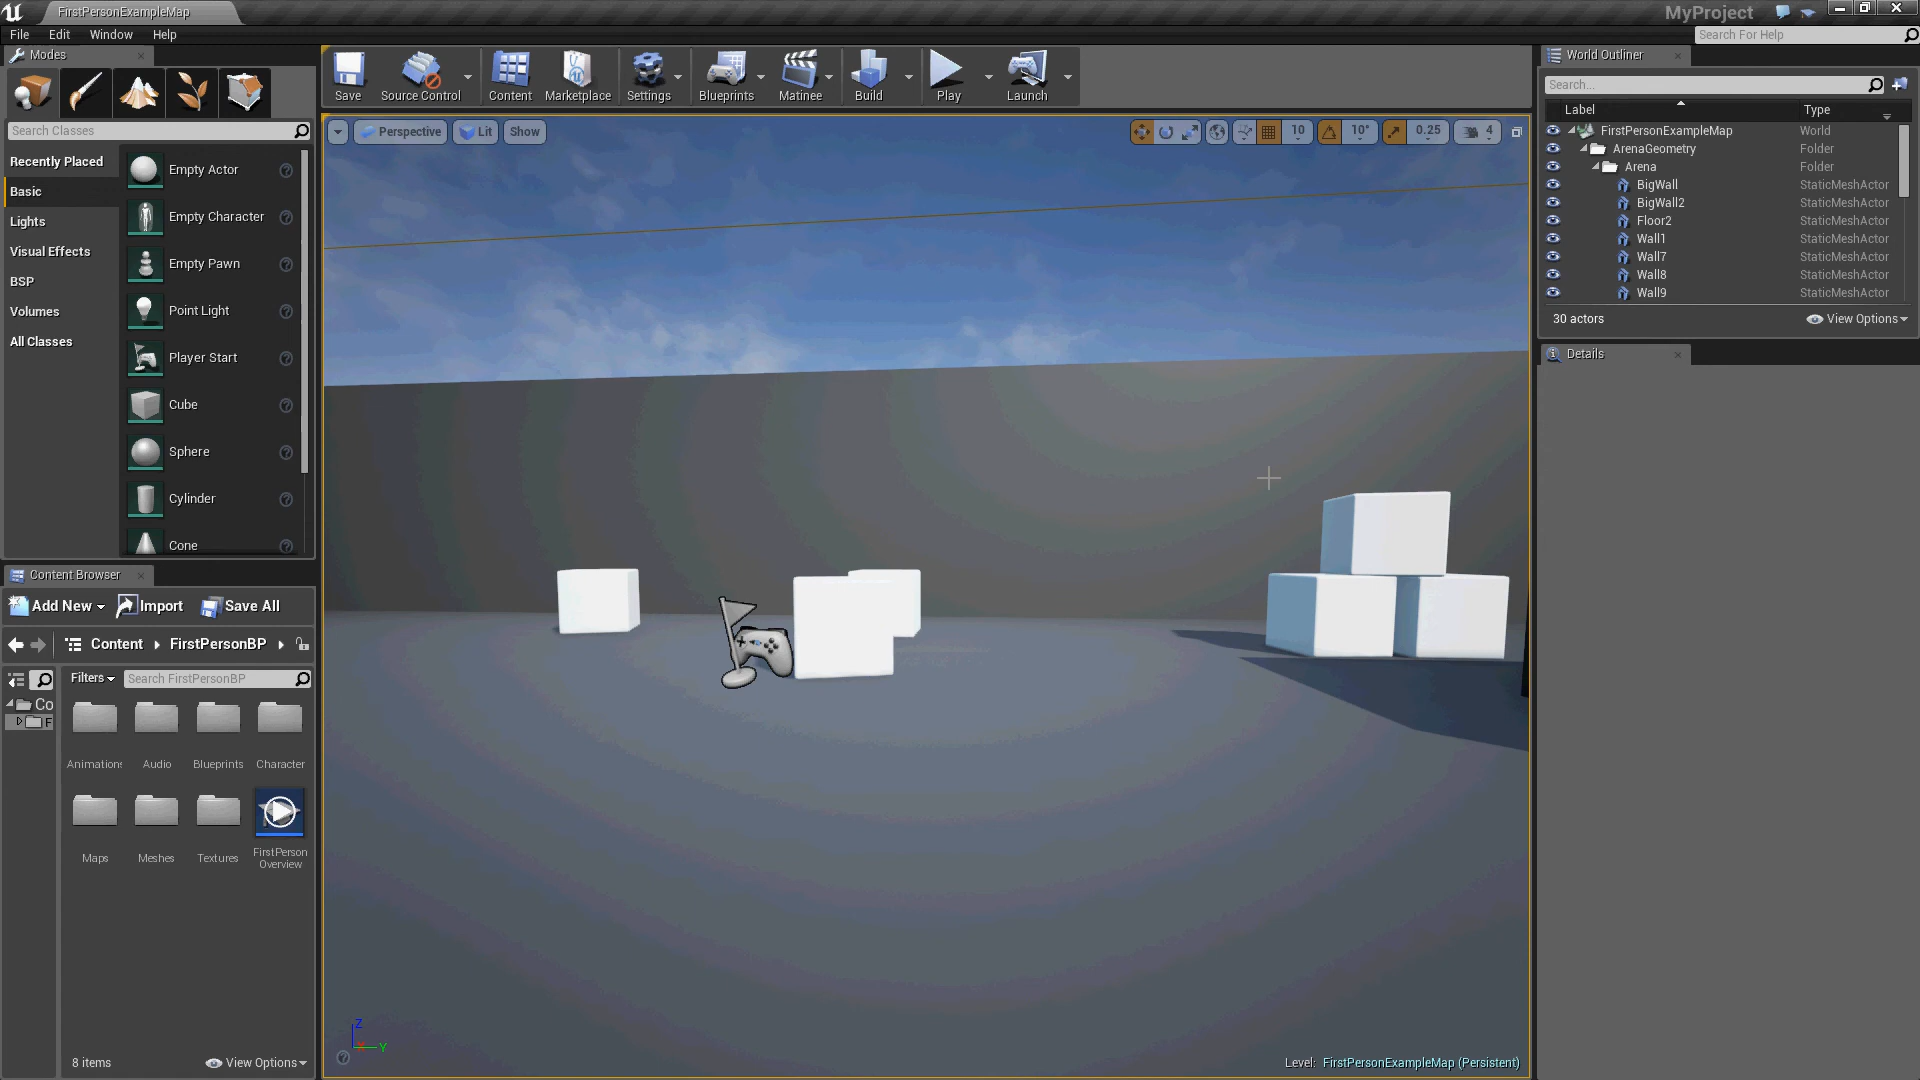 FirstPersonExampleMap
MyProject
File Edit Window Help
Search For Help
Modes
Search Classes
Recently Placed
Basic
Lights
Visual Effects
BSP
Volumes
All Classes
Empty Actor
Empty Character
Empty Pawn
Point Light
Player Start
Cube
Sphere
Cylinder
Cone
Content Browser
Add New Import Save All
Content FirstPersonBP
Filters Search FirstPersonBP
Co
F
Animations Audio Blueprints Character
Maps Meshes Textures FirstPerson
Overview
8 items View Options
Save Source Control Content Marketplace Settings Blueprints Matinee Build Play Launch
Perspective Lit Show 10 10° 0.25 4
Z
X Y
Level: FirstPersonExampleMap (Persistent)
World Outliner
Search...
Label Type
FirstPersonExampleMap World
ArenaGeometry Folder
Arena Folder
BigWall StaticMeshActor
BigWall2 StaticMeshActor
Floor2 StaticMeshActor
Wall1 StaticMeshActor
Wall7 StaticMeshActor
Wall8 StaticMeshActor
Wall9 StaticMeshActor
30 actors View Options
Details